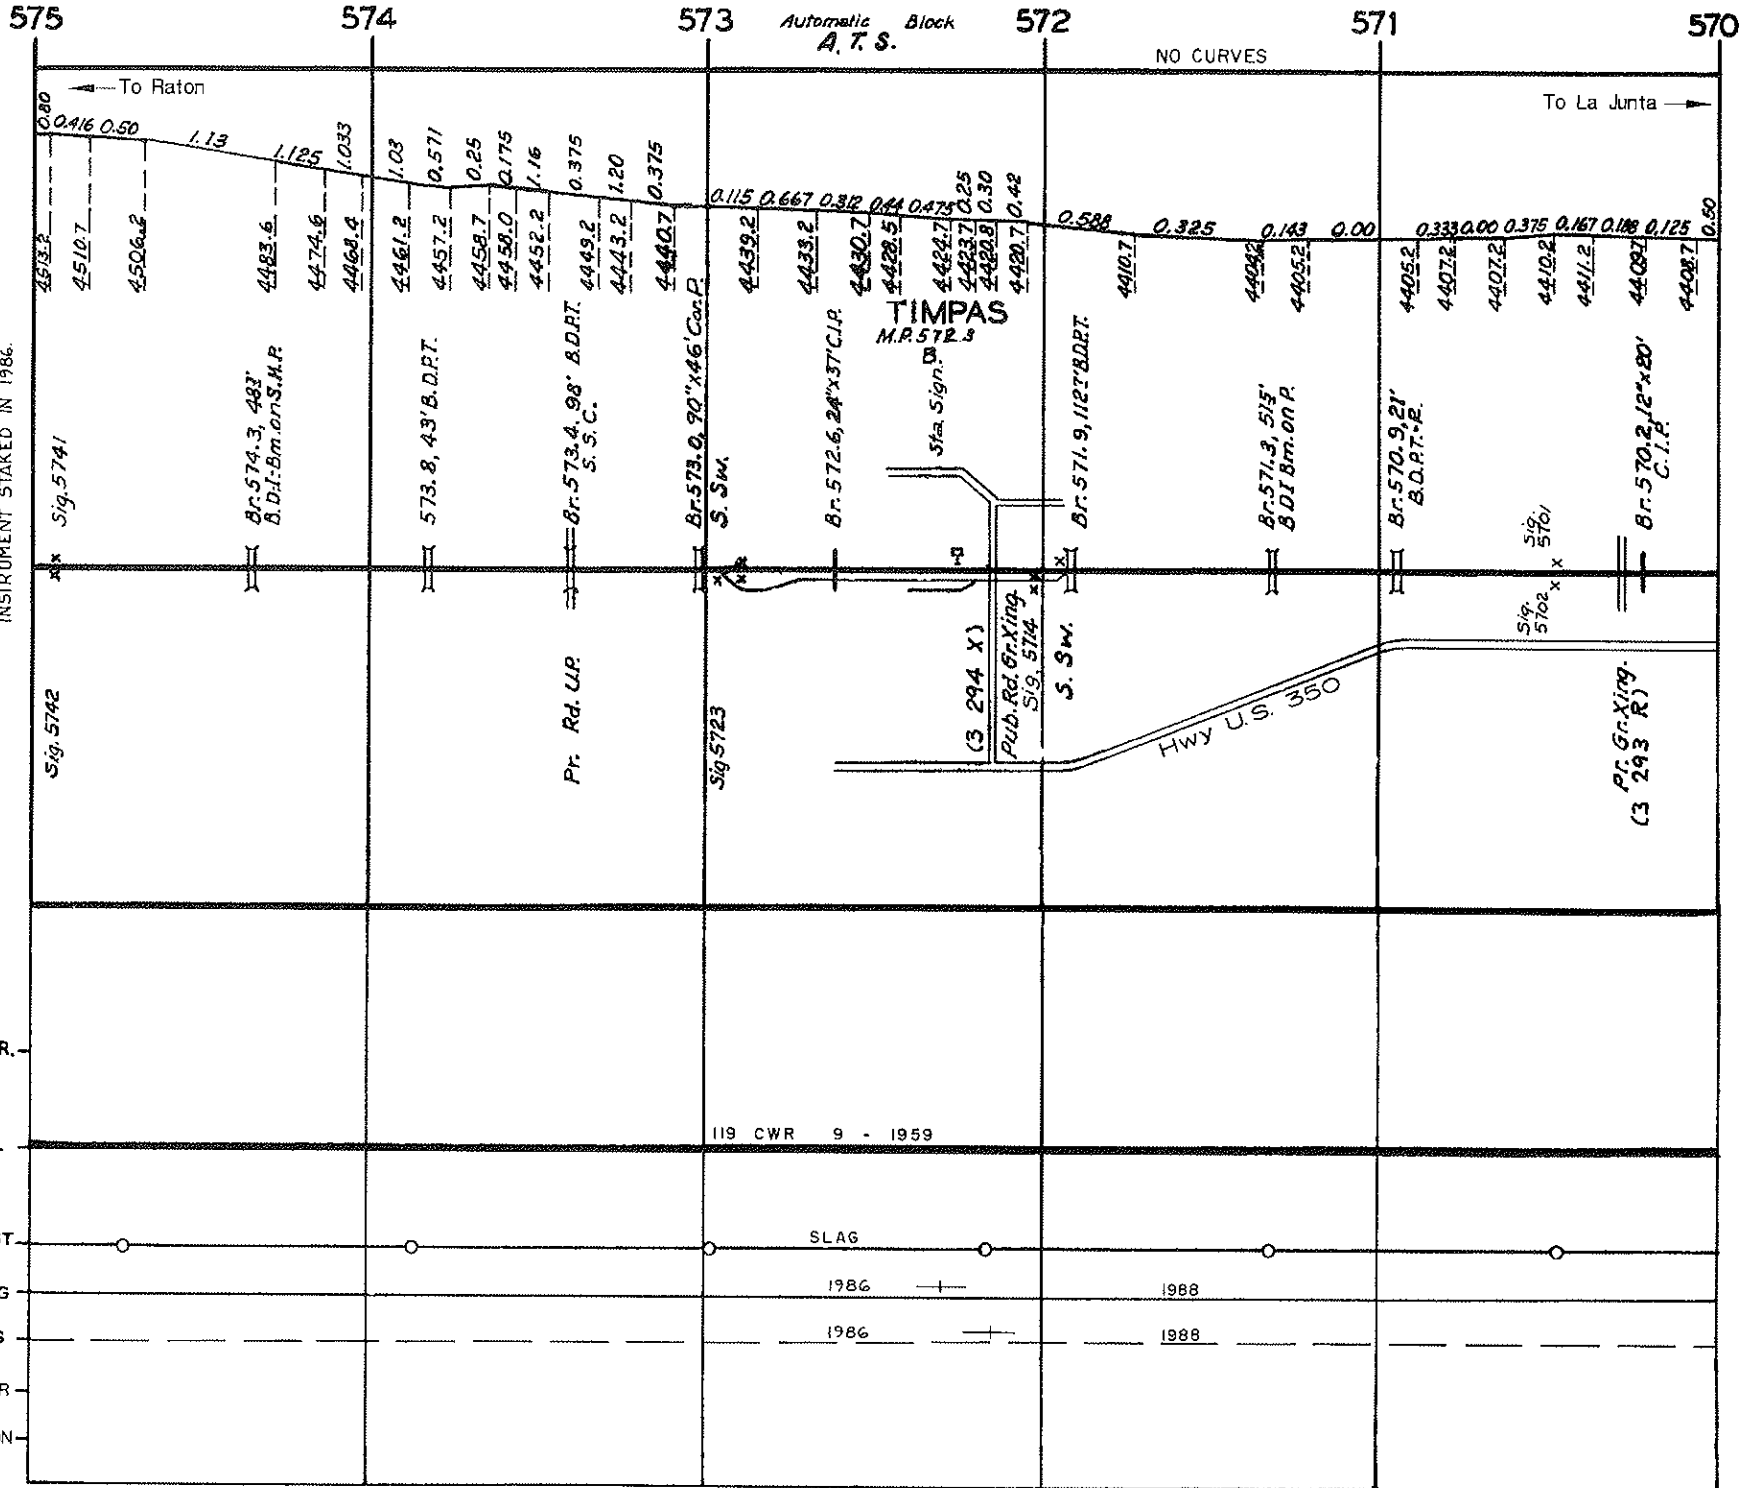 575 574 573 572 571 570
Automatic Block
A. T. S.
NO CURVES
To Raton
To La Junta
0.80 0.416 0.50 1.13 1.125 1.033 1.03 0.571 0.25 0.175 1.16 0.375 1.20 0.375 0.115 0.667 0.312 0.44 0.475 0.25 0.30 0.42 0.588 0.325 0.143 0.00 0.333 0.00 0.375 0.167 0.188 0.125 0.50
4513.2 4510.7 4506.2 4483.6 4474.6 4468.4 4461.2 4457.2 4458.7 4458.0 4452.2 4449.2 4443.2 4440.7 4439.2 4433.2 4430.7 4428.5 4424.7 4423.7 4420.8 4420.7 4410.7 4404.2 4405.2 4405.2 4407.2 4407.2 4410.2 4411.2 4409.7 4408.7
TIMPAS
M.P. 572.3
B
Sta. Sign.
INSTRUMENT STAKED IN 1986.
Sig. 5741
Br. 574.3, 483'
B.D.I-Bm.on S.M.P.
573.8, 43' B.D.P.T.
Br. 573.4, 98' B.D.P.T.
S. S. C.
Br. 573.0, 90"x46' Con.P.
S. Sw.
Br. 572.6, 24"x37' C.I.P.
Br. 571.9, 112' B.D.P.T.
Br. 571.3, 515'
B D I Bm. on P.
Br. 570.9, 21'
B.D.P.T.-R.
Sig.
5701
Br. 570.2, 12"x20'
C.I.P.
Sig. 5742
Pr. Rd. U.P.
Sig 5723
(3 294 X)
Pub. Rd. Gr. Xing.
Sig. 5714
S. Sw.
Hwy U.S. 350
Sig.
5702
Pr. Gr. Xing.
(3 293 R)
R.
119 CWR 9 - 1959
T
SLAG
G
1986 1988
S
1986 1988
R
N